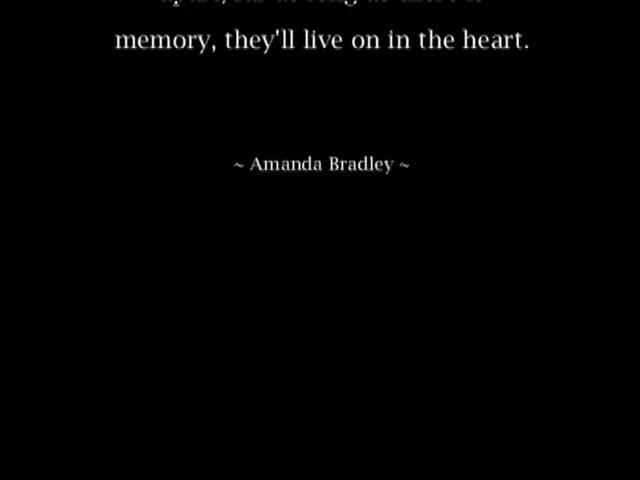 memory, they'll live on in the heart.
~ Amanda Bradley ~